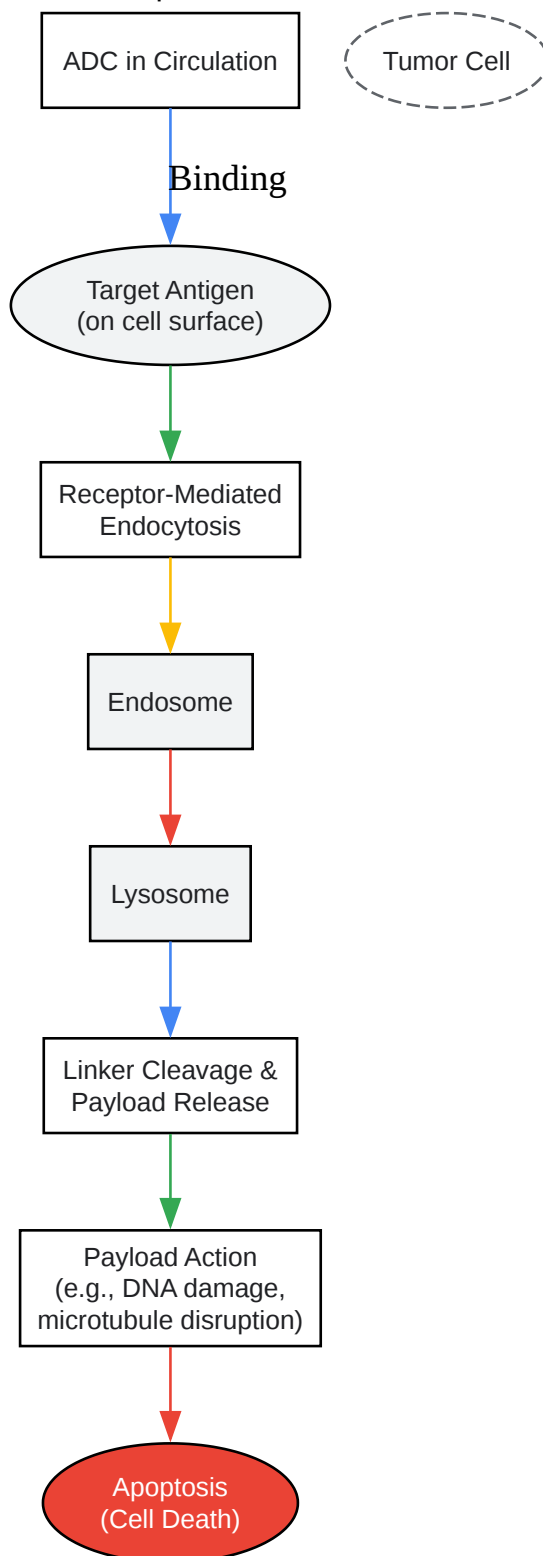 ADC in Circulation
Tumor Cell
Binding
Target Antigen
(on cell surface)
Receptor-Mediated
Endocytosis
Endosome
Lysosome
Linker Cleavage &
Payload Release
Payload Action
(e.g., DNA damage,
microtubule disruption)
Apoptosis
(Cell Death)